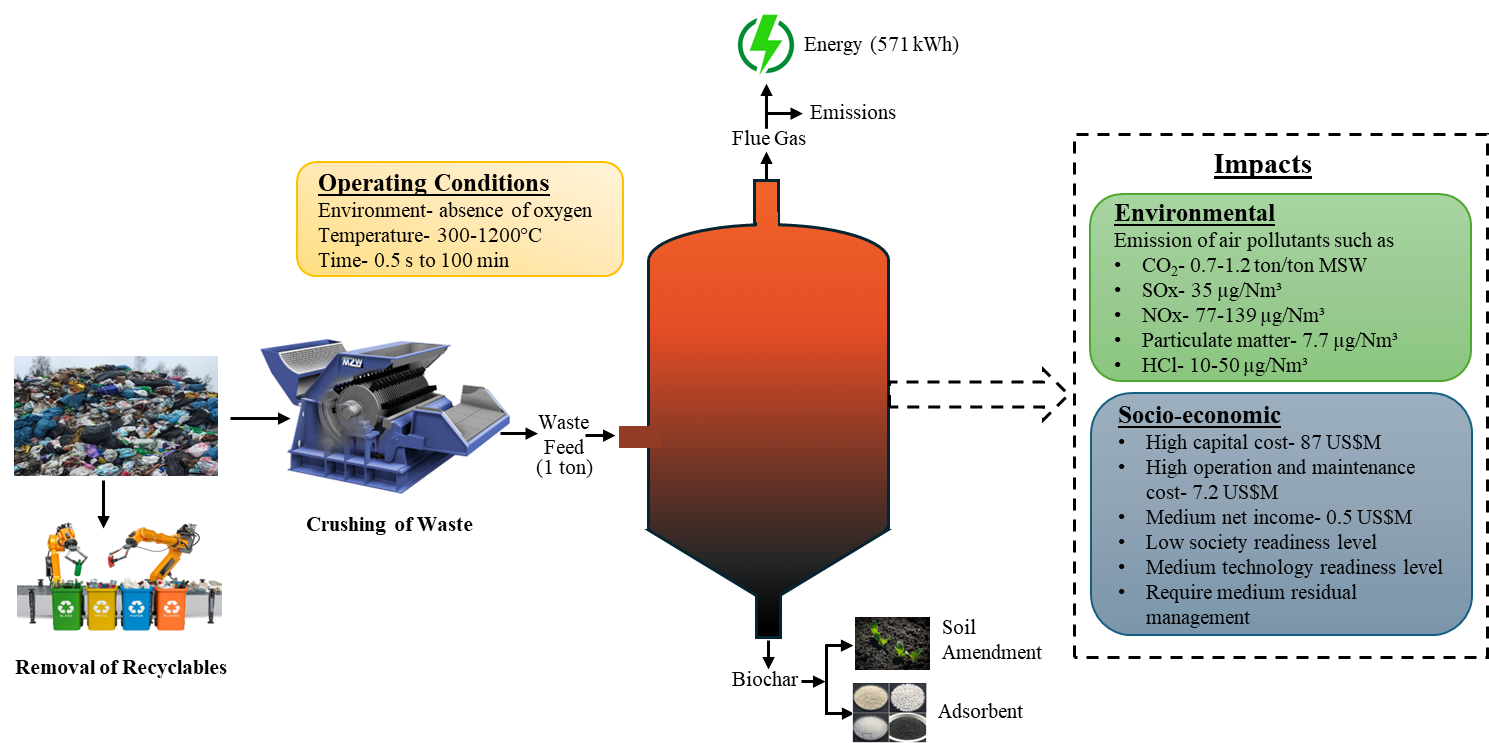 Energy (571 kWh)
Emissions
Flue Gas
Operating Conditions
Environment- absence of oxygen
Temperature- 300-1200°C
Time- 0.5 s to 100 min
MZW
Waste
Feed
(1 ton)
Crushing of Waste
Removal of Recyclables
Biochar
Soil
Amendment
Adsorbent
Impacts
Environmental
Emission of air pollutants such as
• CO₂- 0.7-1.2 ton/ton MSW
• SOx- 35 µg/Nm³
• NOx- 77-139 µg/Nm³
• Particulate matter- 7.7 µg/Nm³
• HCl- 10-50 µg/Nm³
Socio-economic
• High capital cost- 87 US$M
• High operation and maintenance
cost- 7.2 US$M
• Medium net income- 0.5 US$M
• Low society readiness level
• Medium technology readiness level
• Require medium residual
management